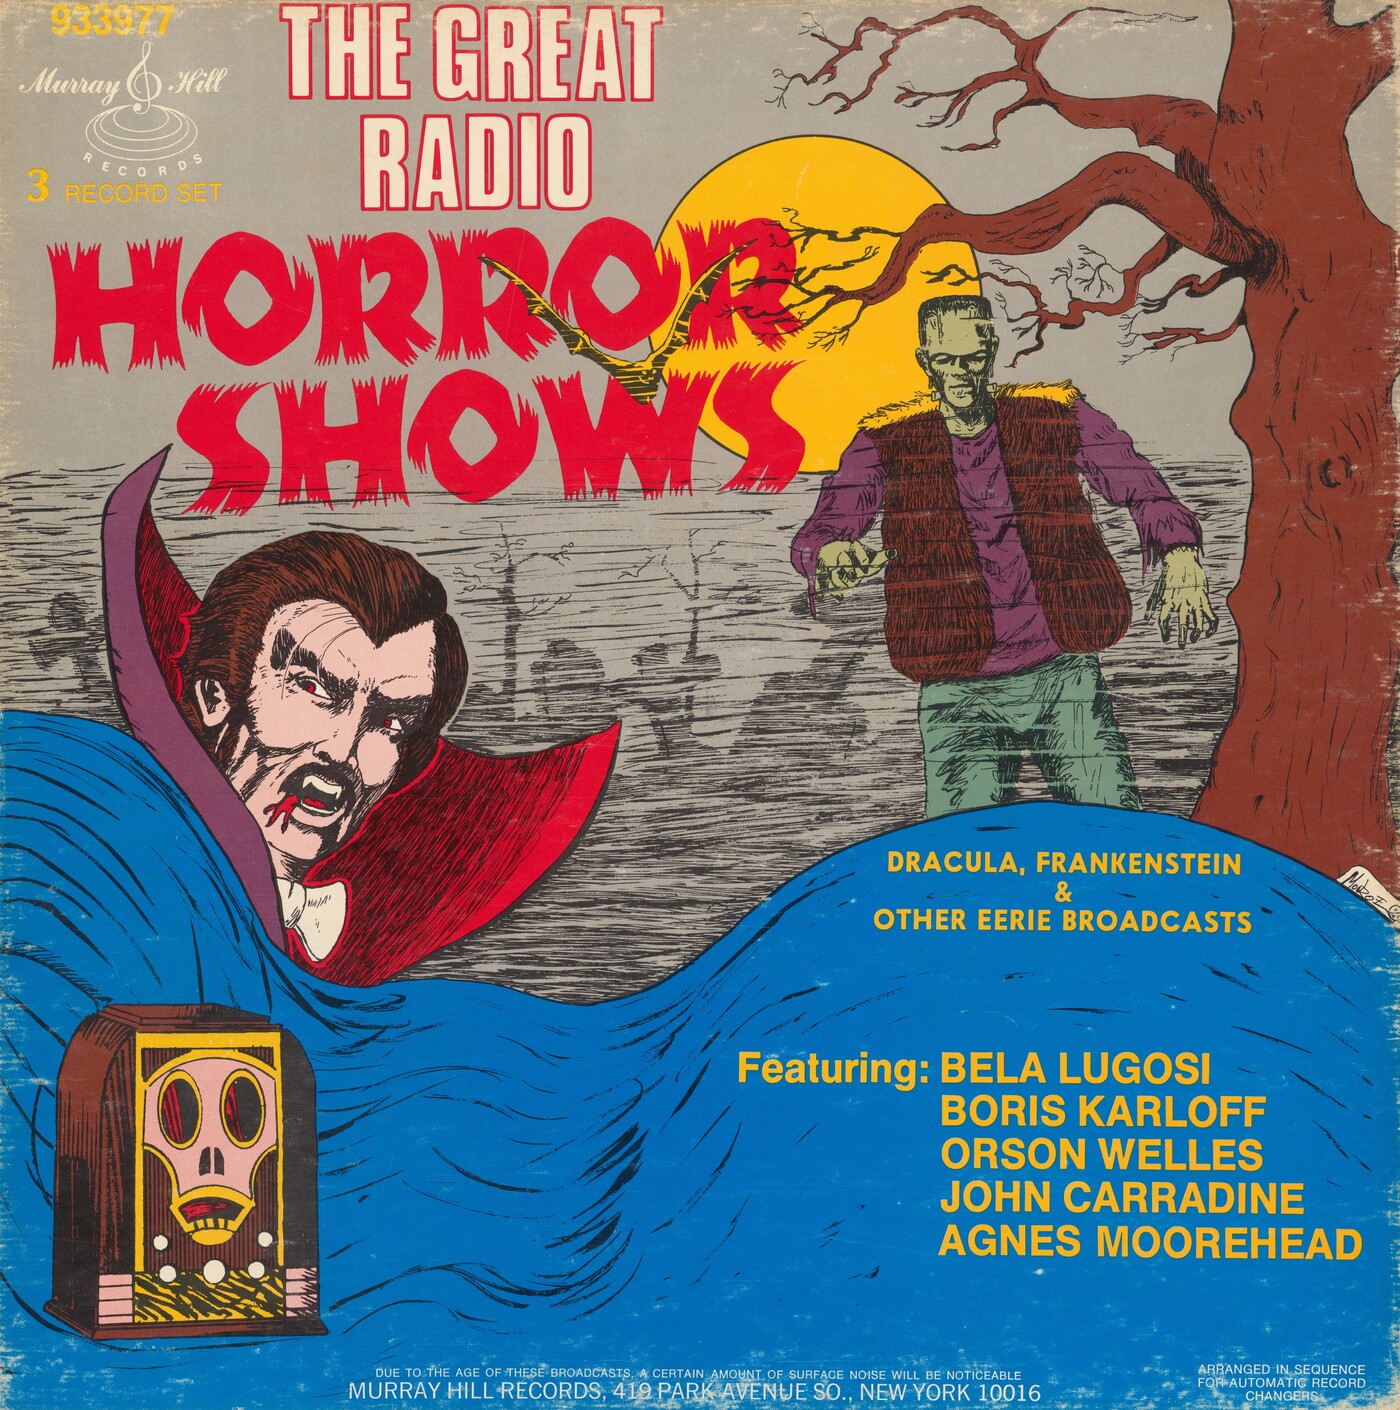 933977
Murray Hill
RECORDS
3 RECORD SET
THE GREAT
RADIO
HORROR
SHOWS
DRACULA, FRANKENSTEIN
&
OTHER EERIE BROADCASTS
Featuring: BELA LUGOSI
BORIS KARLOFF
ORSON WELLES
JOHN CARRADINE
AGNES MOOREHEAD
DUE TO THE AGE OF THESE BROADCASTS, A CERTAIN AMOUNT OF SURFACE NOISE WILL BE NOTICEABLE
MURRAY HILL RECORDS, 419 PARK AVENUE SO., NEW YORK 10016
ARRANGED IN SEQUENCE
FOR AUTOMATIC RECORD
CHANGERS